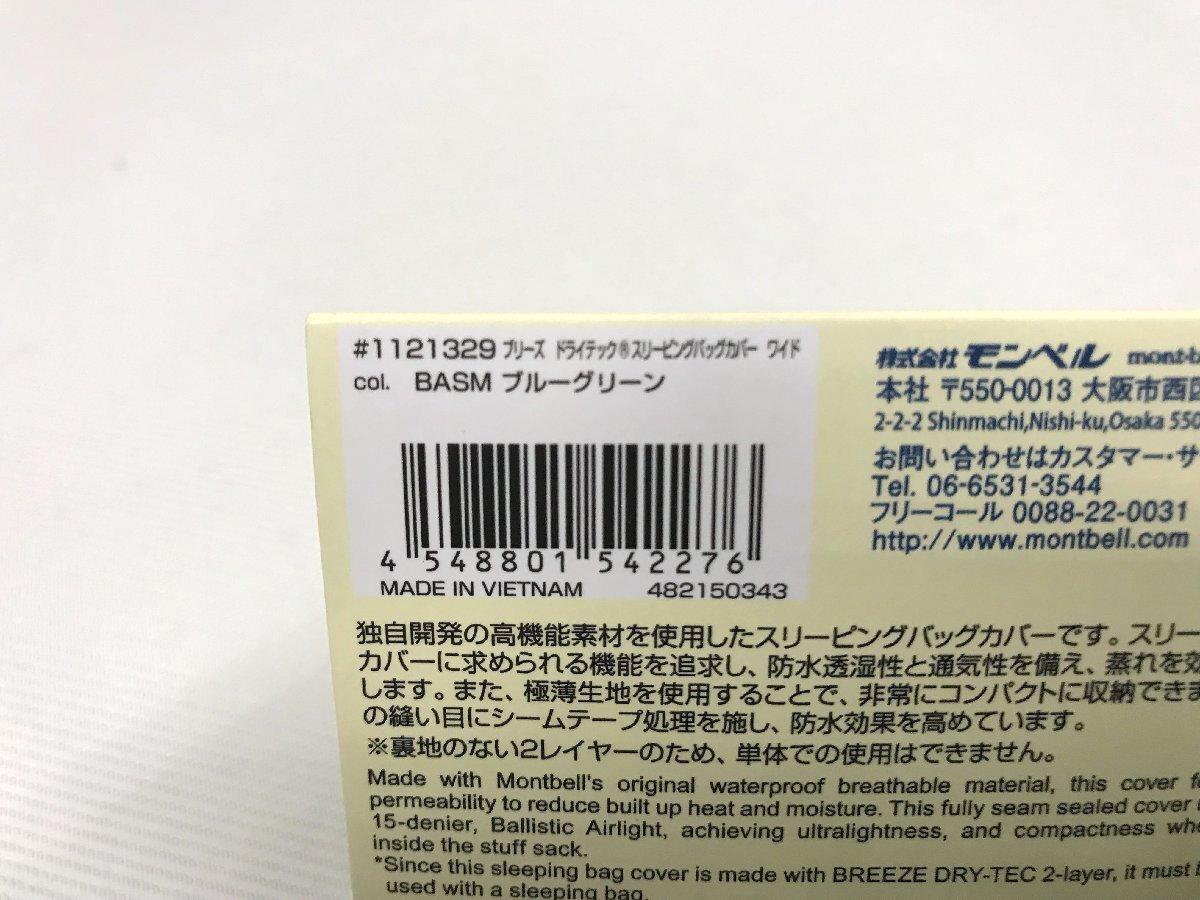 #1121329 ブリーズ ドライテック®スリーピングバッグカバー ワイド
col. BASM ブルーグリーン
4 548801 542276
MADE IN VIETNAM 482150343
株式会社 モンベル mont-b
本社 〒550-0013 大阪市西区
2-2-2 Shinmachi,Nishi-ku,Osaka 550
お問い合わせはカスタマー・サ
Tel. 06-6531-3544
フリーコール 0088-22-0031
http://www.montbell.com
独自開発の高機能素材を使用したスリーピングバッグカバーです。スリー
カバーに求められる機能を追求し、防水透湿性と通気性を備え、蒸れを効
します。また、極薄生地を使用することで、非常にコンパクトに収納できま
の縫い目にシームテープ処理を施し、防水効果を高めています。
※裏地のない2レイヤーのため、単体での使用はできません。
Made with Montbell's original waterproof breathable material, this cover fe
permeability to reduce built up heat and moisture. This fully seam sealed cover
15-denier, Ballistic Airlight, achieving ultralightness, and compactness whe
inside the stuff sack.
*Since this sleeping bag cover is made with BREEZE DRY-TEC 2-layer, it must b
used with a sleeping bag.